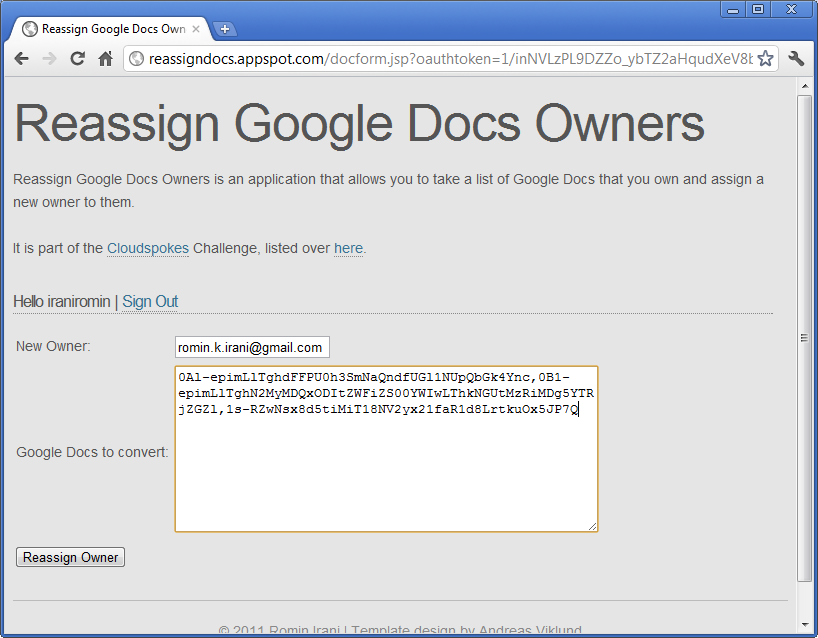 Reassign Google Docs Own
reassigndocs.appspot.com/docform.jsp?oauthtoken=1/inNVLzPL9DZZo_ybTZ2aHqudXeV8b
Reassign Google Docs Owners
Reassign Google Docs Owners is an application that allows you to take a list of Google Docs that you own and assign a
new owner to them.
It is part of the Cloudspokes Challenge, listed over here.
Hello iraniromin | Sign Out
New Owner: romin.k.irani@gmail.com
0Al-epimLlTghdFFPU0h3SmNaQndfUGl1NUpQbGk4Ync,0B1-
epimLlTghN2MyMDQxODItZWFiZS00YWIwLThkNGUtMzRiMDg5YTR
jZGZl,1s-RZwNsx8d5tiMiT18NV2yx21faR1d8LrtkuOx5JP7Q
Google Docs to convert:
Reassign Owner
© 2011 Romin Irani | Template design by Andreas Viklund